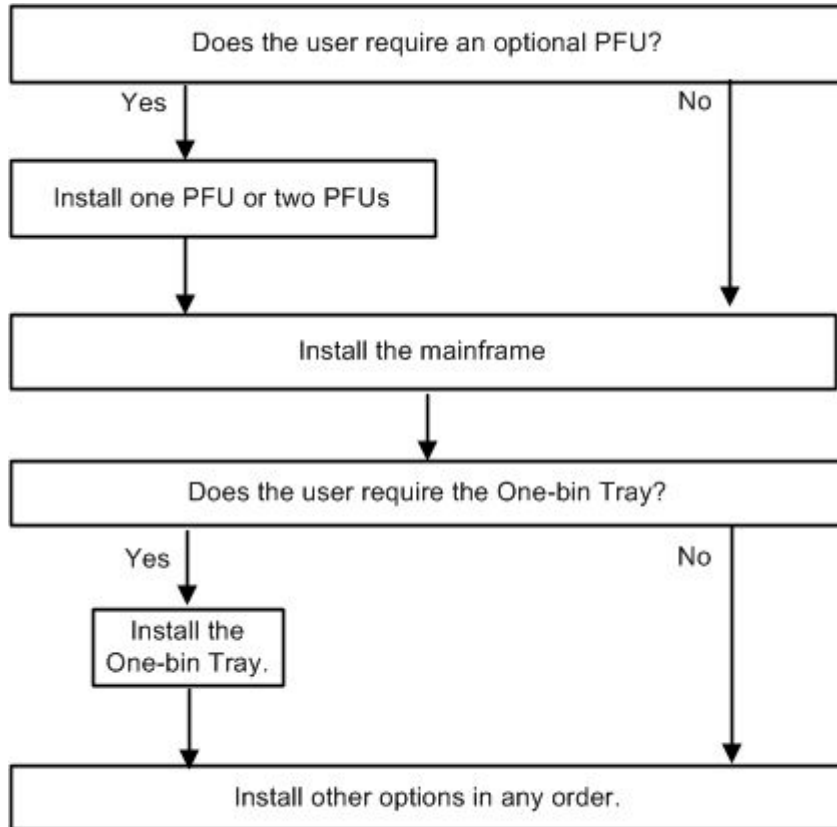 Does the user require an optional PFU?
Yes
No
Install one PFU or two PFUs
Install the mainframe
Does the user require the One-bin Tray?
Yes
No
Install the
One-bin Tray.
Install other options in any order.